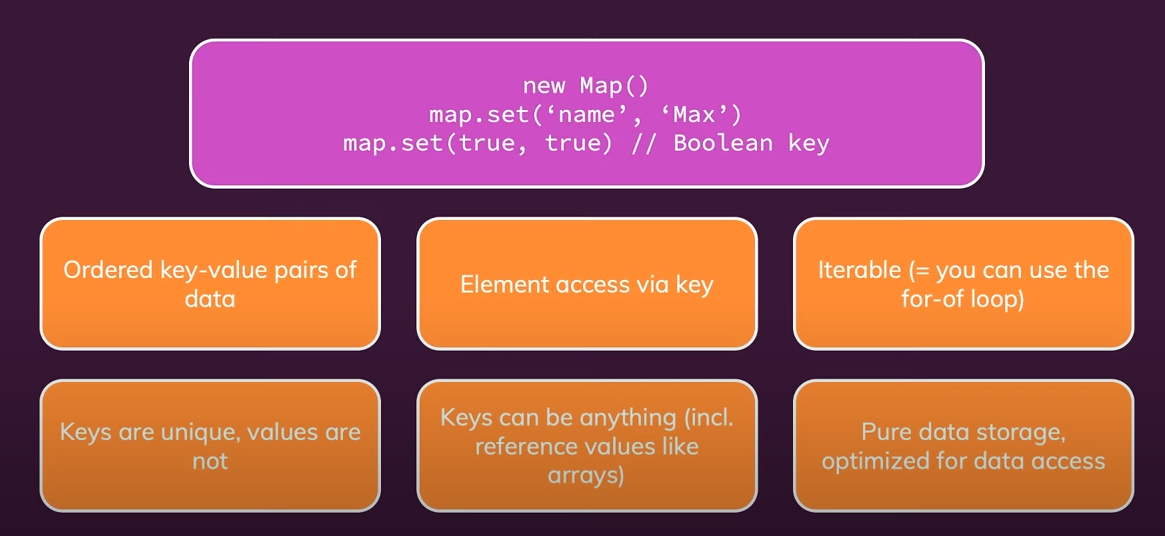 new Map()
map.set(‘name’, ‘Max’)
map.set(true, true) // Boolean key
Ordered key-value pairs of
data
Element access via key
Iterable (= you can use the
for-of loop)
Keys are unique, values are
not
Keys can be anything (incl.
reference values like
arrays)
Pure data storage,
optimized for data access